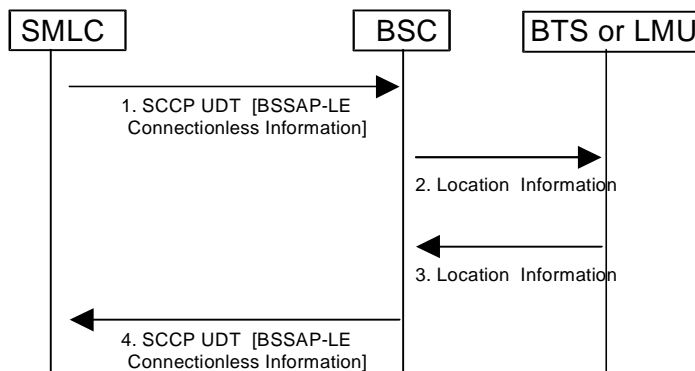 SMLC
BSC
BTS or LMU
1. SCCP UDT [BSSAP-LE
Connectionless Information]
2. Location Information
3. Location Information
4. SCCP UDT [BSSAP-LE
Connectionless Information]